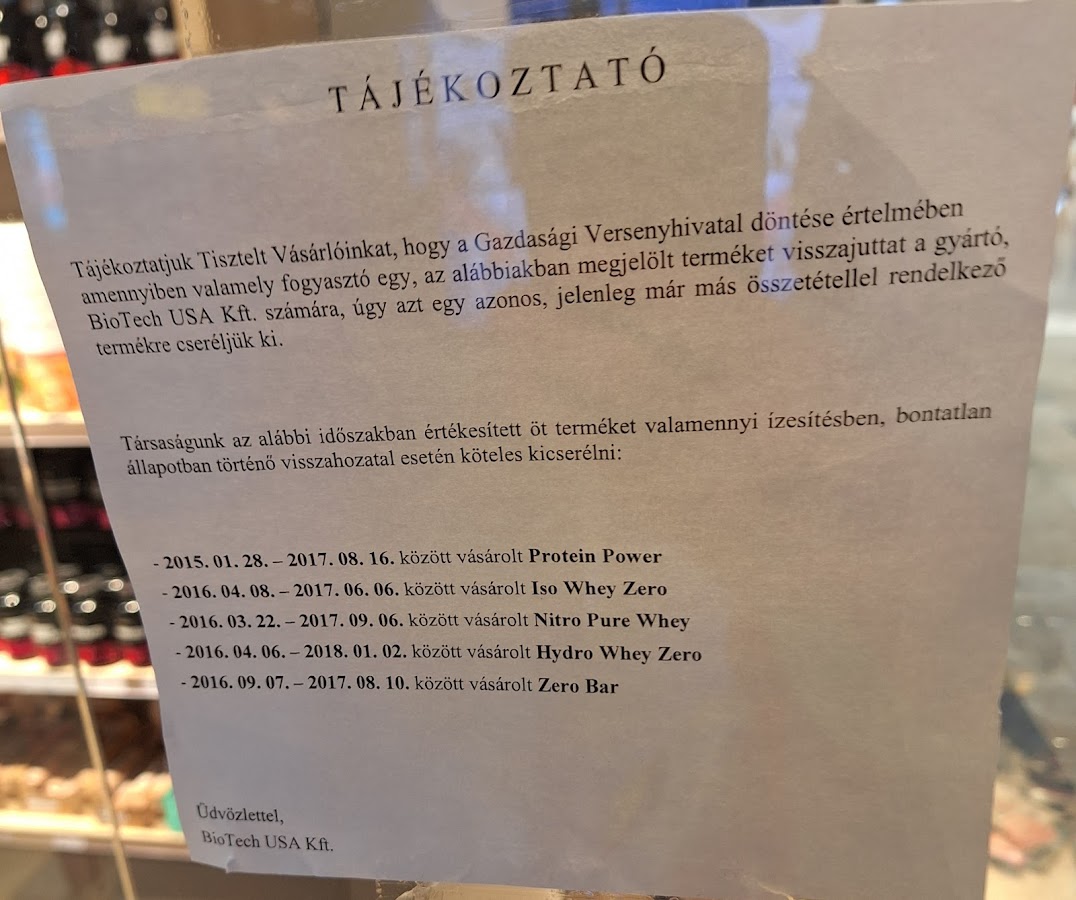 TÁJÉKOZTATÓ
Tájékoztatjuk Tisztelt Vásárlóinkat, hogy a Gazdasági Versenyhivatal döntése értelmében
amennyiben valamely fogyasztó egy, az alábbiakban megjelölt terméket visszajuttat a gyártó,
BioTech USA Kft. számára, úgy azt egy azonos, jelenleg már más összetétellel rendelkező
termékre cseréljük ki.
Társaságunk az alábbi időszakban értékesített öt terméket valamennyi ízesítésben, bontatlan
állapotban történő visszahozatal esetén köteles kicserélni:
- 2015. 01. 28. – 2017. 08. 16. között vásárolt Protein Power
- 2016. 04. 08. – 2017. 06. 06. között vásárolt Iso Whey Zero
- 2016. 03. 22. – 2017. 09. 06. között vásárolt Nitro Pure Whey
- 2016. 04. 06. – 2018. 01. 02. között vásárolt Hydro Whey Zero
- 2016. 09. 07. – 2017. 08. 10. között vásárolt Zero Bar
Üdvözlettel,
BioTech USA Kft.